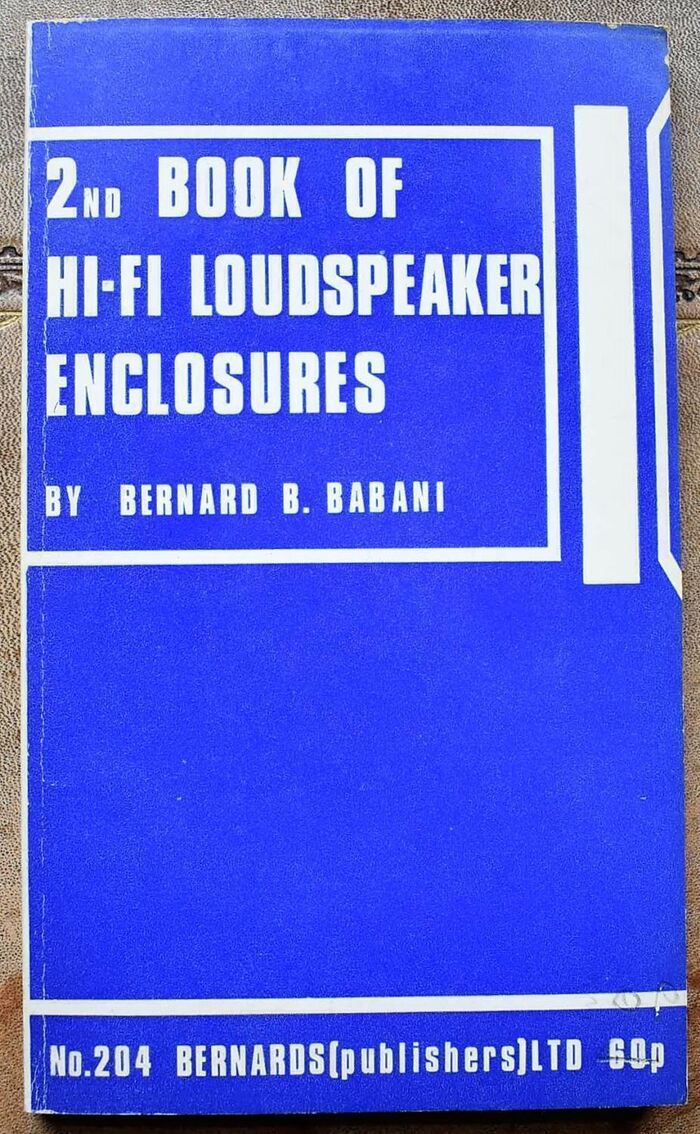 2ND BOOK OF
HI-FI LOUDSPEAKER
ENCLOSURES
BY BERNARD B. BABANI
No.204 BERNARDS(publishers)LTD 60p